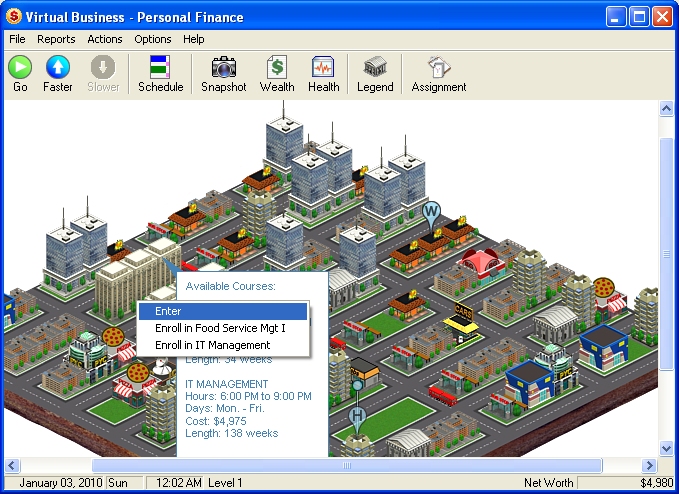 Virtual Business - Personal Finance
File Reports Actions Options Help
Go Faster Slower Schedule Snapshot Wealth Health Legend Assignment
W
CARS
Available Courses:
Enter
Enroll in Food Service Mgt I
Enroll in IT Management
Length: 34 weeks
IT MANAGEMENT
Hours: 6:00 PM to 9:00 PM
Days: Mon. - Fri.
Cost: $4,975
Length: 138 weeks
H
January 03, 2010 Sun 12:02 AM Level 1 Net Worth $4,980